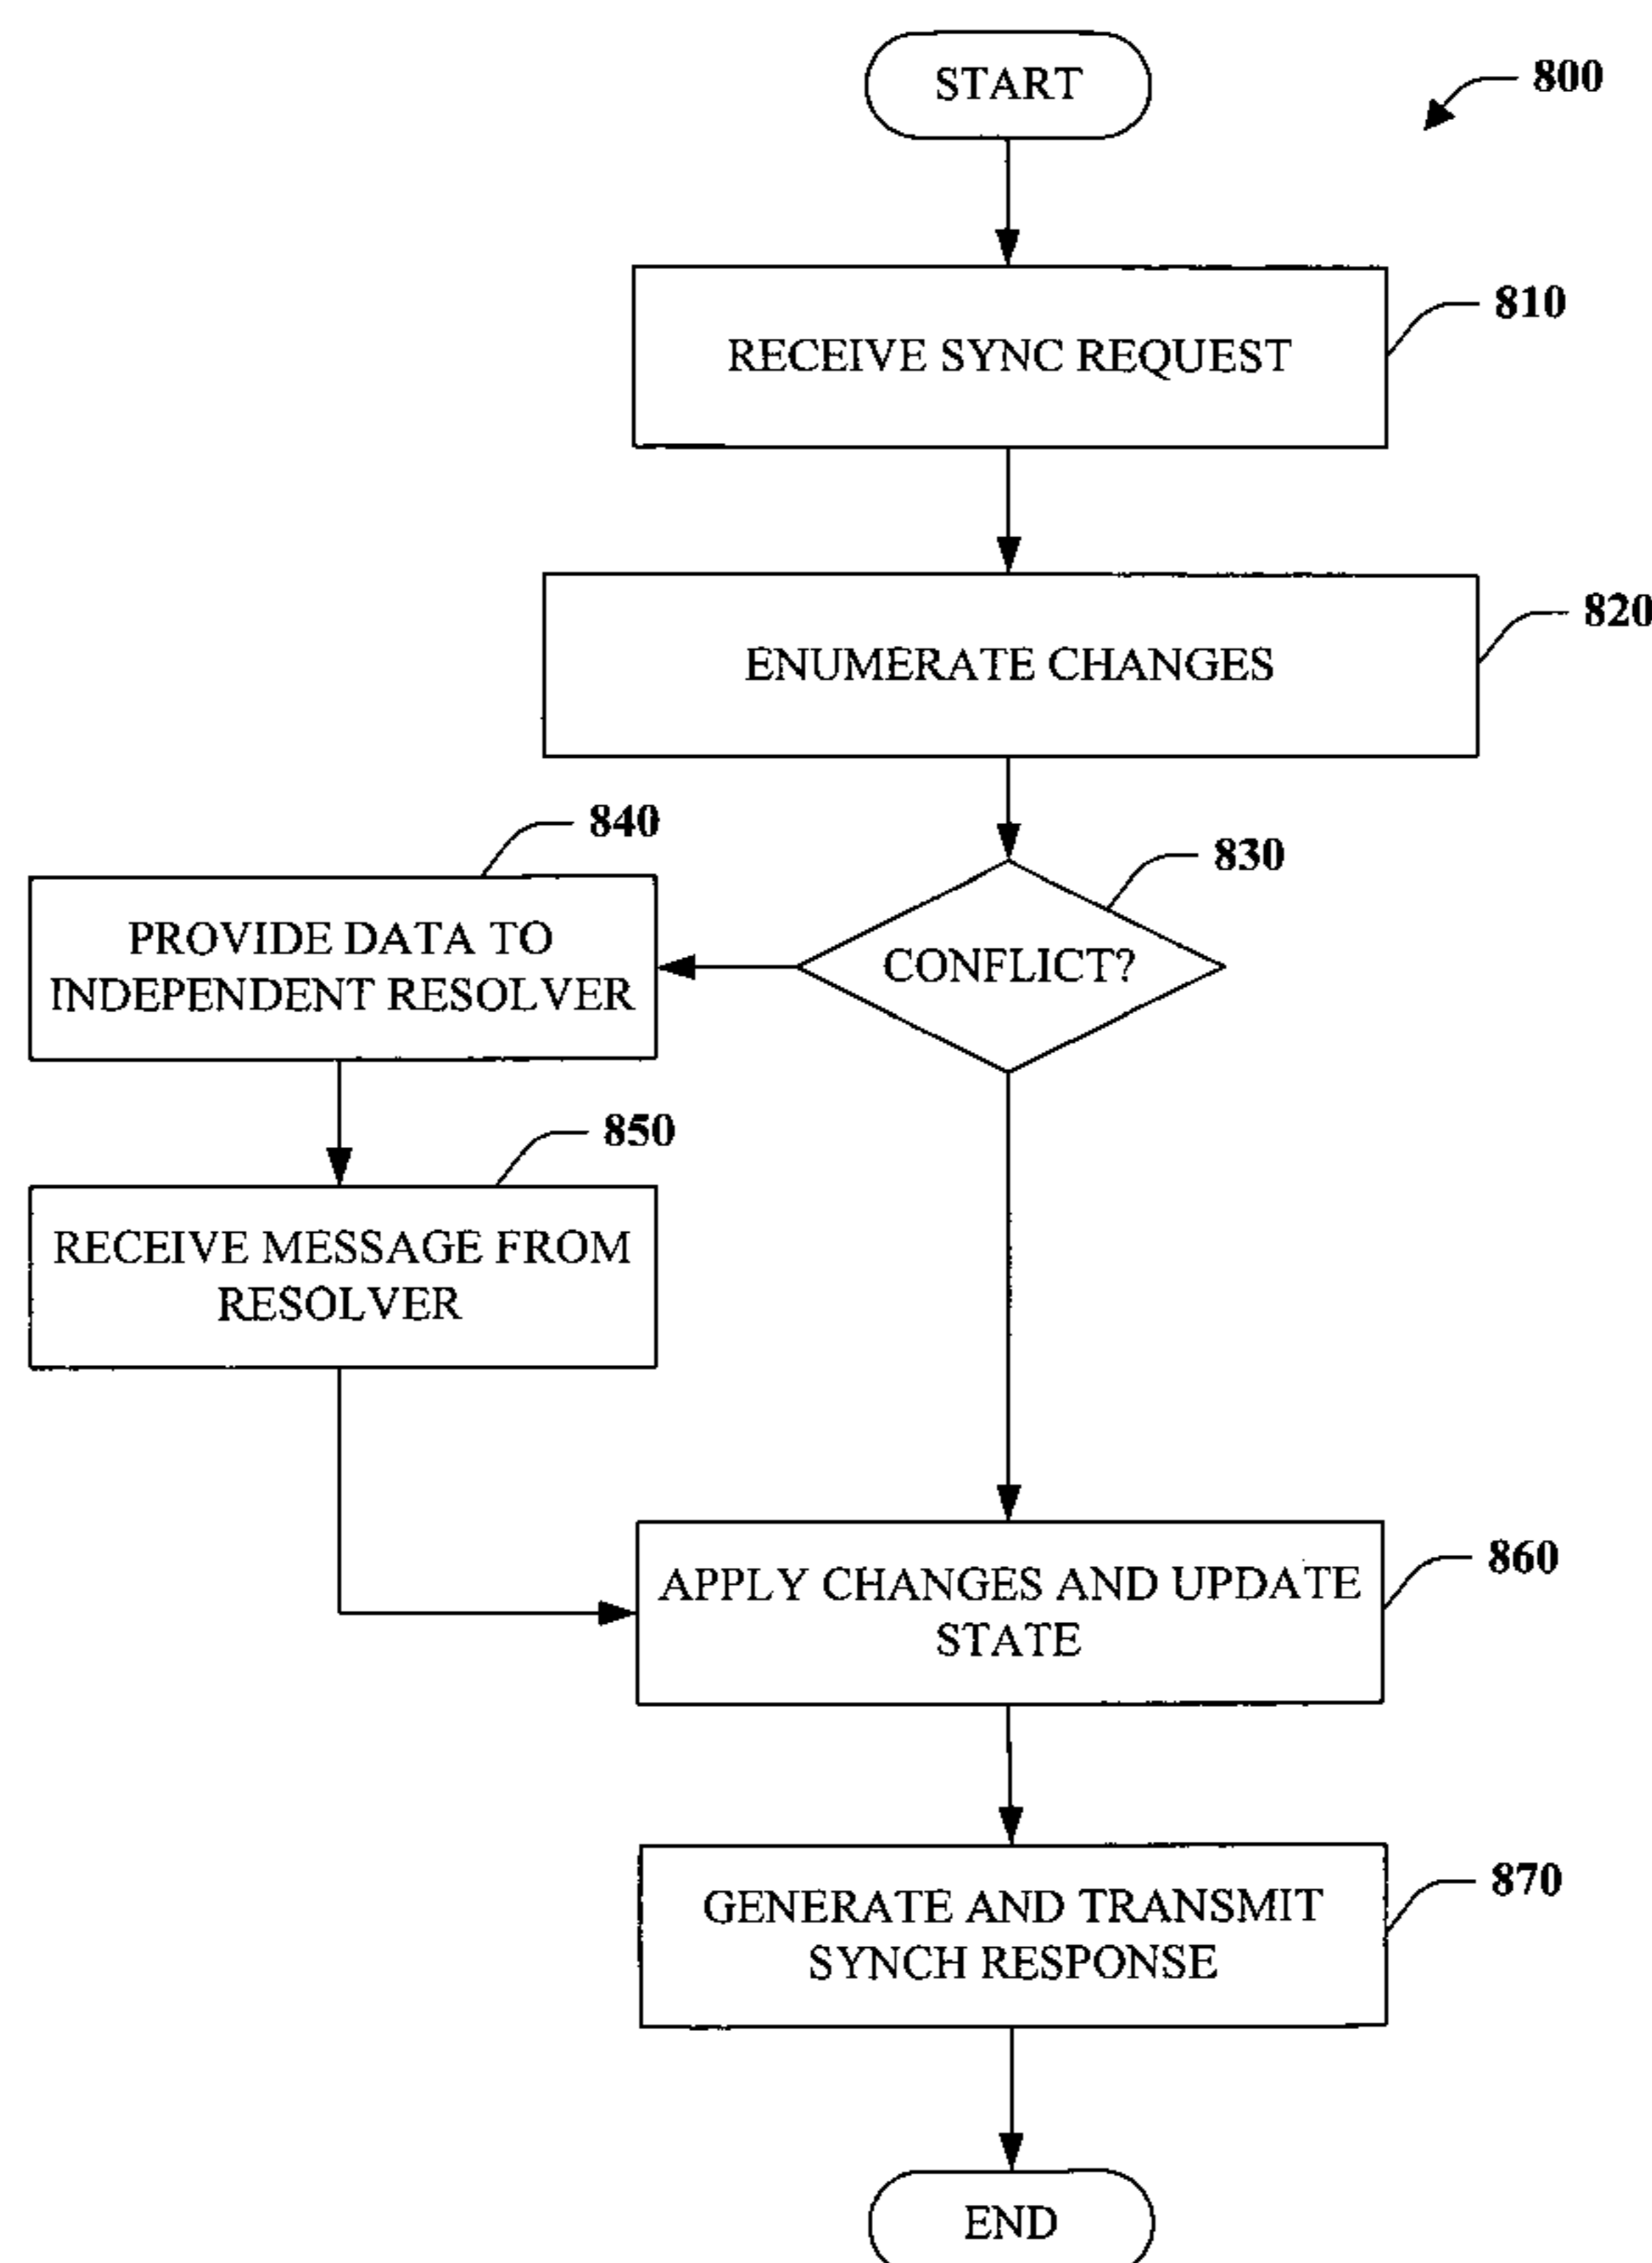 START
800
RECEIVE SYNC REQUEST
810
ENUMERATE CHANGES
820
840
830
PROVIDE DATA TO
INDEPENDENT RESOLVER
CONFLICT?
850
RECEIVE MESSAGE FROM
RESOLVER
860
APPLY CHANGES AND UPDATE
STATE
870
GENERATE AND TRANSMIT
SYNCH RESPONSE
END